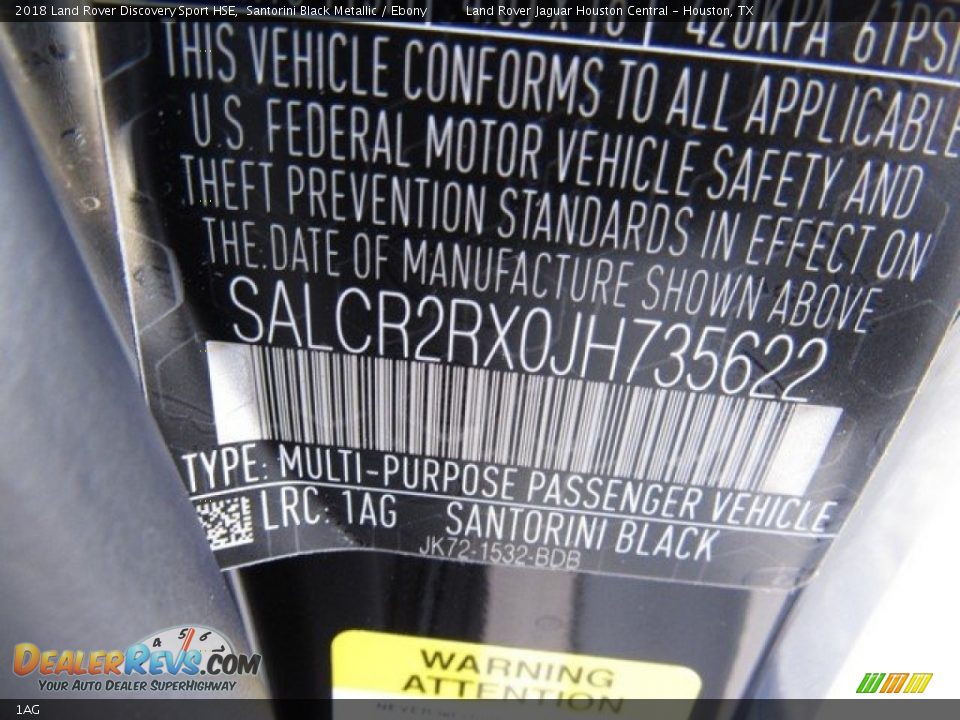 2018 Land Rover Discovery Sport HSE, Santorini Black Metallic / Ebony Land Rover Jaguar Houston Central - Houston, TX
420KPA 61PSI
THIS VEHICLE CONFORMS TO ALL APPLICABLE
U.S. FEDERAL MOTOR VEHICLE SAFETY AND
THEFT PREVENTION STANDARDS IN EFFECT ON
THE DATE OF MANUFACTURE SHOWN ABOVE
SALCR2RX0JH735622
TYPE: MULTI-PURPOSE PASSENGER VEHICLE
LRC: 1AG SANTORINI BLACK
JK72-1532-BDB
WARNING
ATTENTION
4 5 6
DEALERREVS.COM
YOUR AUTO DEALER SUPERHIGHWAY
1AG